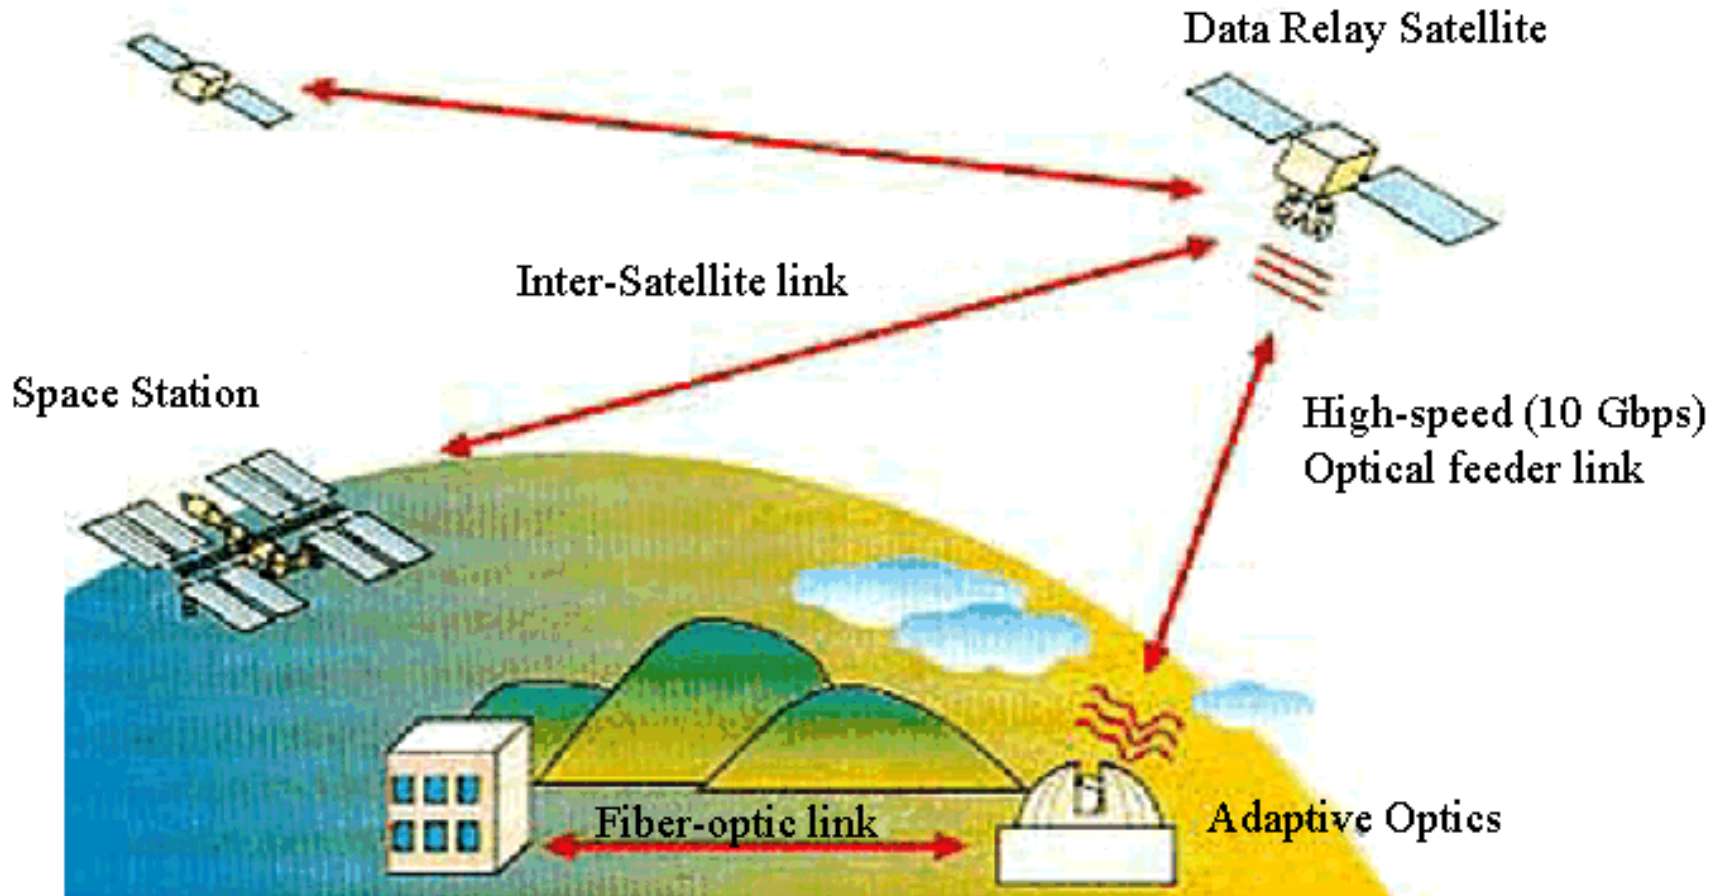 Data Relay Satellite
Inter-Satellite link
Space Station
High-speed (10 Gbps)
Optical feeder link
Fiber-optic link
Adaptive Optics